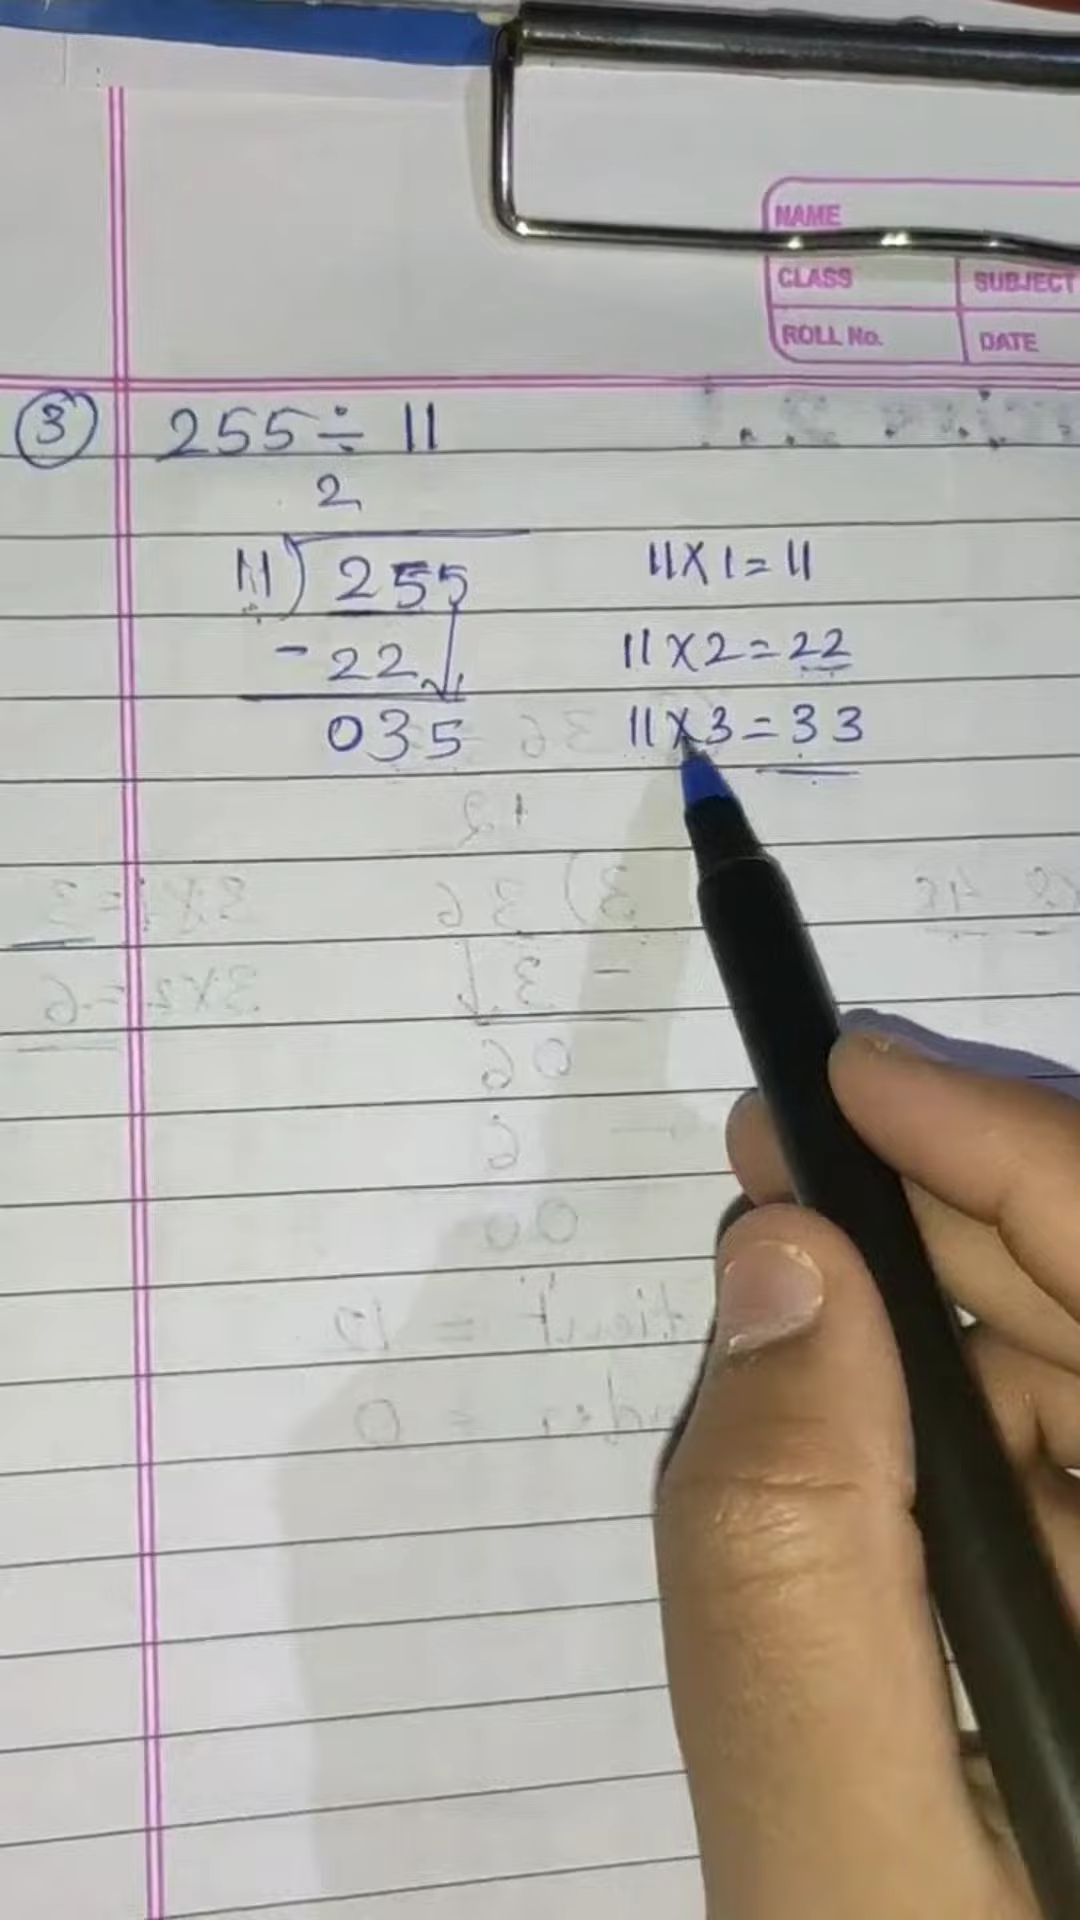 NAME
CLASS SUBJECT
ROLL No. DATE
3 255 ÷ 11
2
11) 255 11 X 1 = 11
- 22 11 X 2 = 22
035 11 X 3 = 33